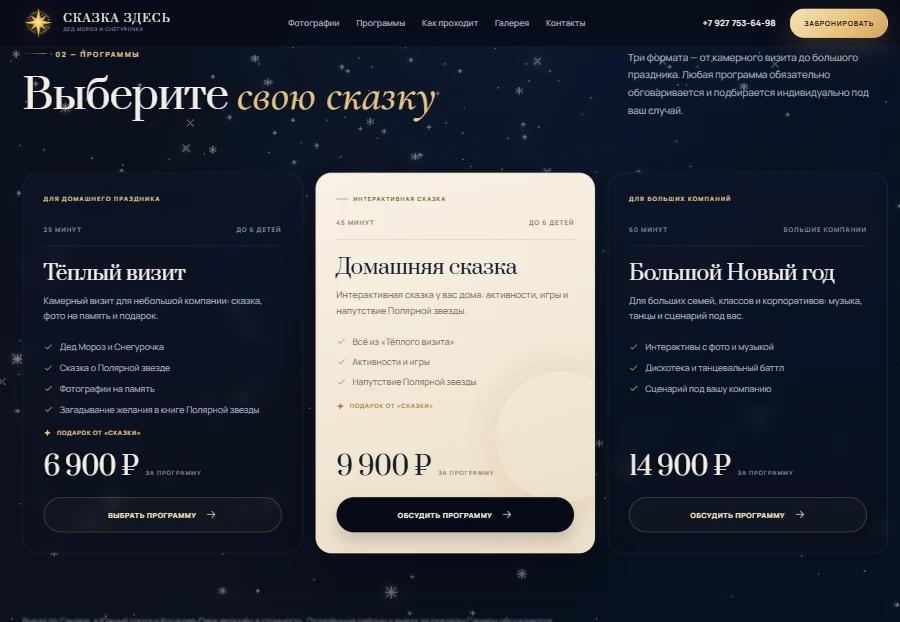 СКАЗКА ЗДЕСЬ
ДЕД МОРОЗ И СНЕГУРОЧКА
Фотографии
Программы
Как проходит
Галерея
Контакты
+7 927 753-64-98
ЗАБРОНИРОВАТЬ
02 — ПРОГРАММЫ
Выберите свою сказку
Три формата — от камерного визита до большого
праздника. Любая программа обязательно
обговаривается и подбирается индивидуально под
ваш случай.
ДЛЯ ДОМАШНЕГО ПРАЗДНИКА
25 МИНУТ
ДО 6 ДЕТЕЙ
Тёплый визит
Камерный визит для небольшой компании: сказка,
фото на память и подарок.
Дед Мороз и Снегурочка
Сказка о Полярной звезде
Фотографии на память
Загадывание желания в книге Полярной звезды
ПОДАРОК ОТ «СКАЗКИ»
6 900 ₽ ЗА ПРОГРАММУ
ВЫБРАТЬ ПРОГРАММУ →
— ИНТЕРАКТИВНАЯ СКАЗКА
45 МИНУТ
ДО 6 ДЕТЕЙ
Домашняя сказка
Интерактивная сказка у вас дома: активности, игры и
напутствие Полярной звезды.
Всё из «Тёплого визита»
Активности и игры
Напутствие Полярной звезды
ПОДАРОК ОТ «СКАЗКИ»
9 900 ₽ ЗА ПРОГРАММУ
ОБСУДИТЬ ПРОГРАММУ →
ДЛЯ БОЛЬШИХ КОМПАНИЙ
60 МИНУТ
БОЛЬШИЕ КОМПАНИИ
Большой Новый год
Для больших семей, классов и корпоративов: музыка,
танцы и сценарий под вас.
Интерактивы с фото и музыкой
Дискотека и танцевальный баттл
Сценарий под вашу компанию
14 900 ₽ ЗА ПРОГРАММУ
ОБСУДИТЬ ПРОГРАММУ →